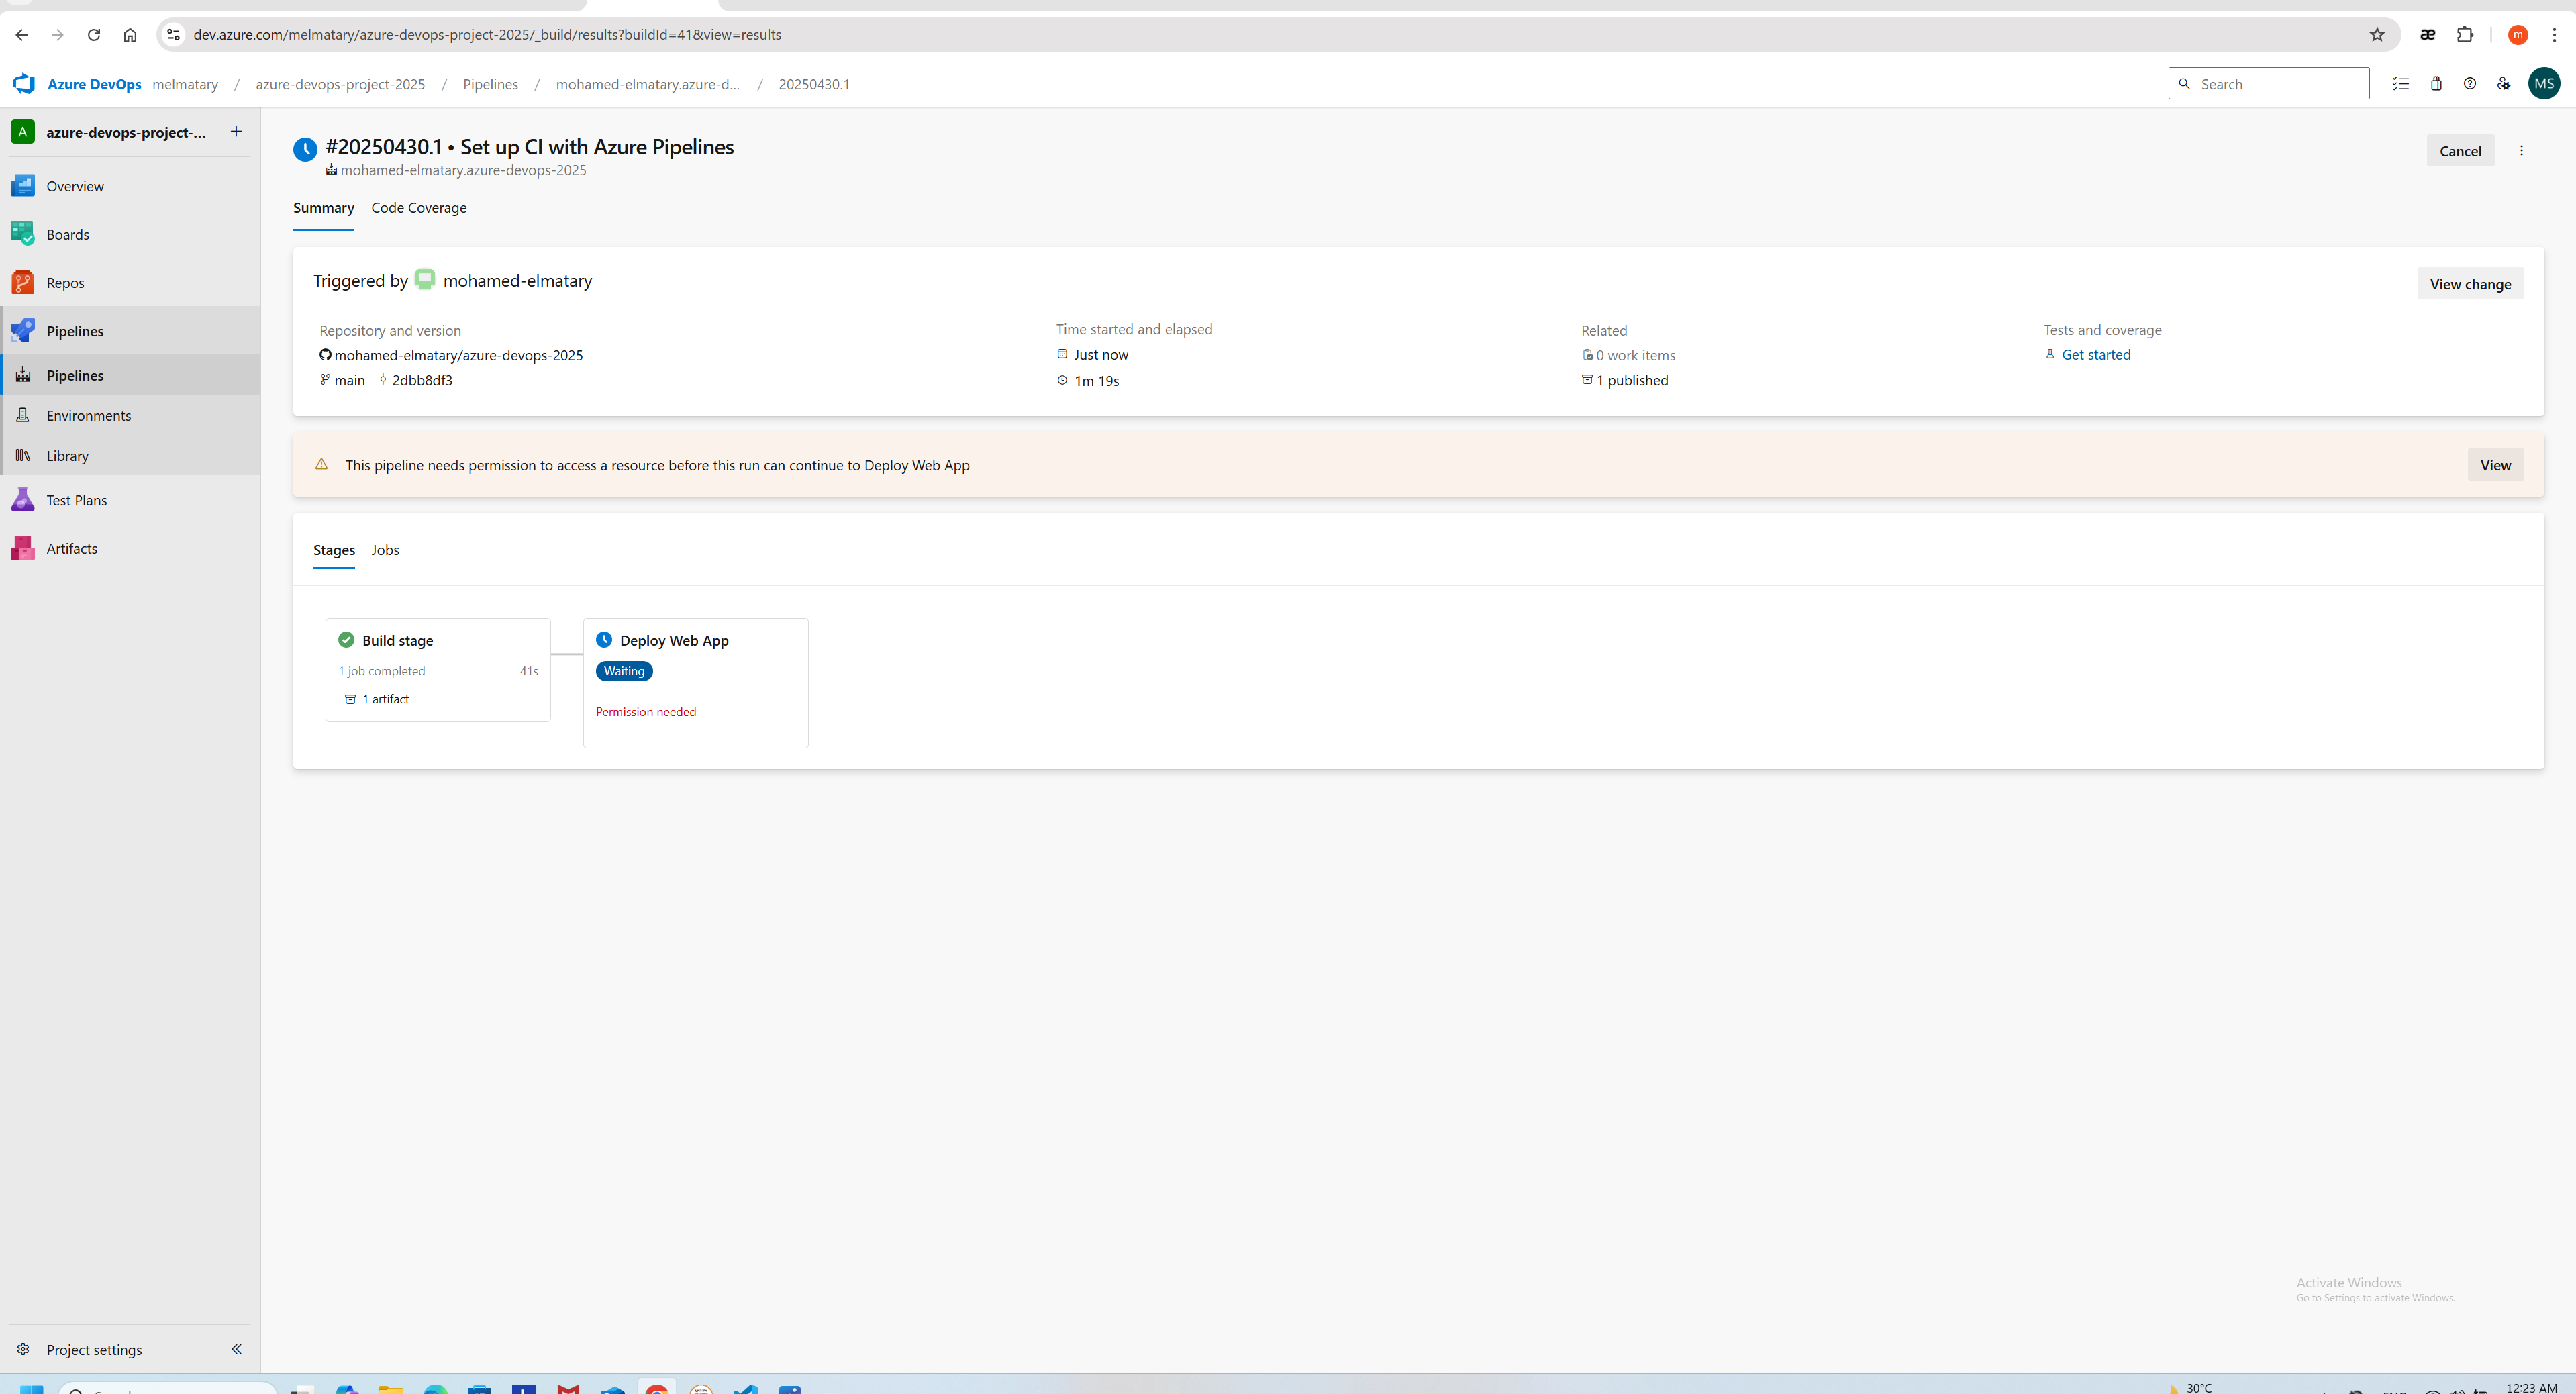 dev.azure.com/melmatary/azure-devops-project-2025/_build/results?buildId=41&view=results
m
Azure DevOps melmatary / azure-devops-project-2025 / Pipelines / mohamed-elmatary.azure-d... / 20250430.1
Search
MS
A azure-devops-project-... +
Overview
Boards
Repos
Pipelines
Pipelines
Environments
Library
Test Plans
Artifacts
Project settings
#20250430.1 • Set up CI with Azure Pipelines
mohamed-elmatary.azure-devops-2025
Cancel
Summary Code Coverage
Triggered by mohamed-elmatary
View change
Repository and version
mohamed-elmatary/azure-devops-2025
main 2dbb8df3
Time started and elapsed
Just now
1m 19s
Related
0 work items
1 published
Tests and coverage
Get started
This pipeline needs permission to access a resource before this run can continue to Deploy Web App
View
Stages Jobs
Build stage
1 job completed 41s
1 artifact
Deploy Web App
Waiting
Permission needed
Activate Windows
Go to Settings to activate Windows.
30°C
12:23 AM